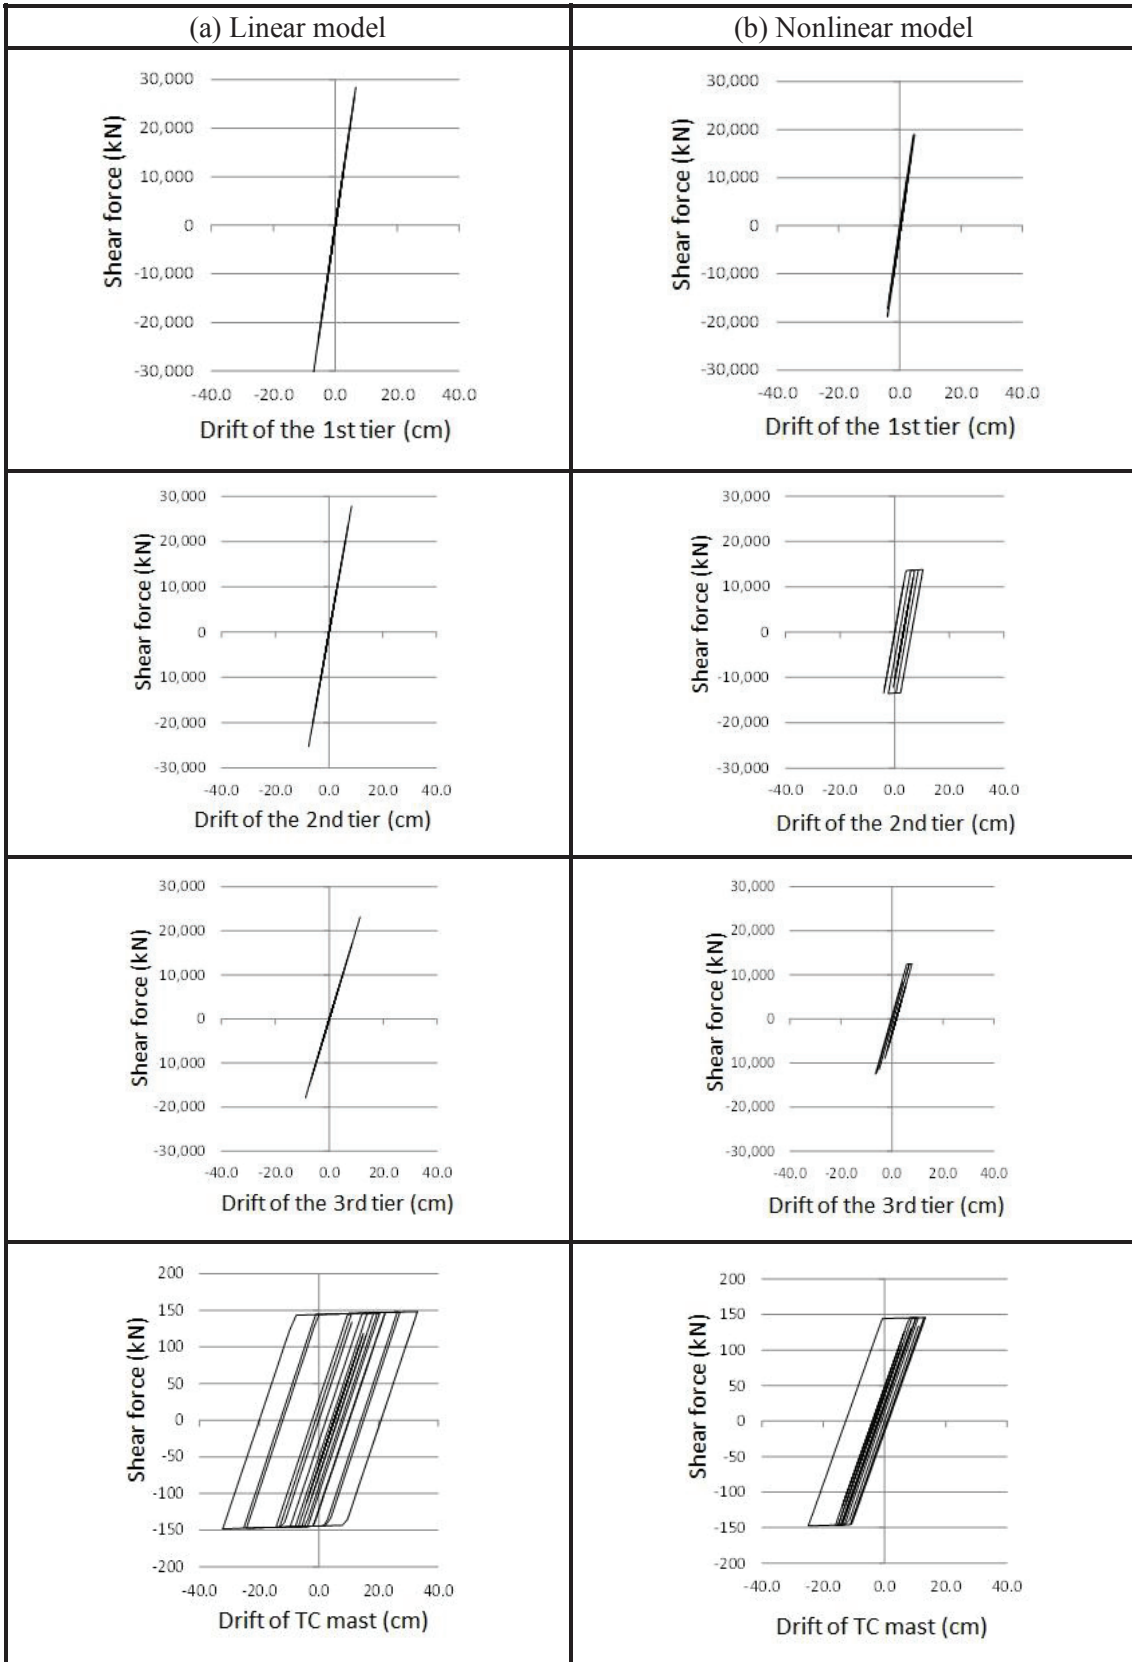 (a) Linear model
(b) Nonlinear model
Shear force (kN)
30,000
20,000
10,000
0
-10,000
-20,000
-30,000
-40.0 -20.0 0.0 20.0 40.0
Drift of the 1st tier (cm)
Shear force (kN)
30,000
20,000
10,000
0
-10,000
-20,000
-30,000
-40.0 -20.0 0.0 20.0 40.0
Drift of the 1st tier (cm)
Shear force (kN)
30,000
20,000
10,000
0
10,000
-20,000
-30,000
-40.0 -20.0 0.0 20.0 40.0
Drift of the 2nd tier (cm)
Shear force (kN)
30,000
20,000
10,000
0
-10,000
-20,000
-30,000
-40.0 -20.0 0.0 20.0 40.0
Drift of the 2nd tier (cm)
Shear force (kN)
30,000
20,000
10,000
0
10,000
-20,000
-30,000
-40.0 -20.0 0.0 20.0 40.0
Drift of the 3rd tier (cm)
Shear force (kN)
30,000
20,000
10,000
0
10,000
-20,000
-30,000
-40.0 -20.0 0.0 20.0 40.0
Drift of the 3rd tier (cm)
Shear force (kN)
200
150
100
50
0
-50
-100
-150
-200
-40.0 -20.0 0.0 20.0 40.0
Drift of TC mast (cm)
Shear force (kN)
200
150
100
50
0
-50
-100
-150
-200
-40.0 -20.0 0.0 20.0 40.0
Drift of TC mast (cm)